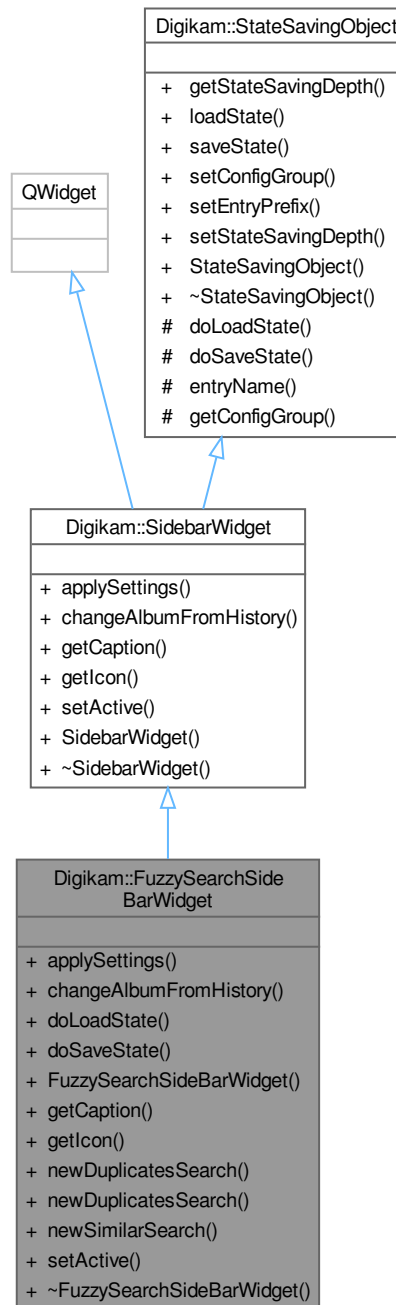 Digikam::StateSavingObject
+ getStateSavingDepth()
+ loadState()
+ saveState()
+ setConfigGroup()
+ setEntryPrefix()
+ setStateSavingDepth()
+ StateSavingObject()
+ ~StateSavingObject()
# doLoadState()
# doSaveState()
# entryName()
# getConfigGroup()
QWidget
Digikam::SidebarWidget
+ applySettings()
+ changeAlbumFromHistory()
+ getCaption()
+ getIcon()
+ setActive()
+ SidebarWidget()
+ ~SidebarWidget()
Digikam::FuzzySearchSide
BarWidget
+ applySettings()
+ changeAlbumFromHistory()
+ doLoadState()
+ doSaveState()
+ FuzzySearchSideBarWidget()
+ getCaption()
+ getIcon()
+ newDuplicatesSearch()
+ newDuplicatesSearch()
+ newSimilarSearch()
+ setActive()
+ ~FuzzySearchSideBarWidget()